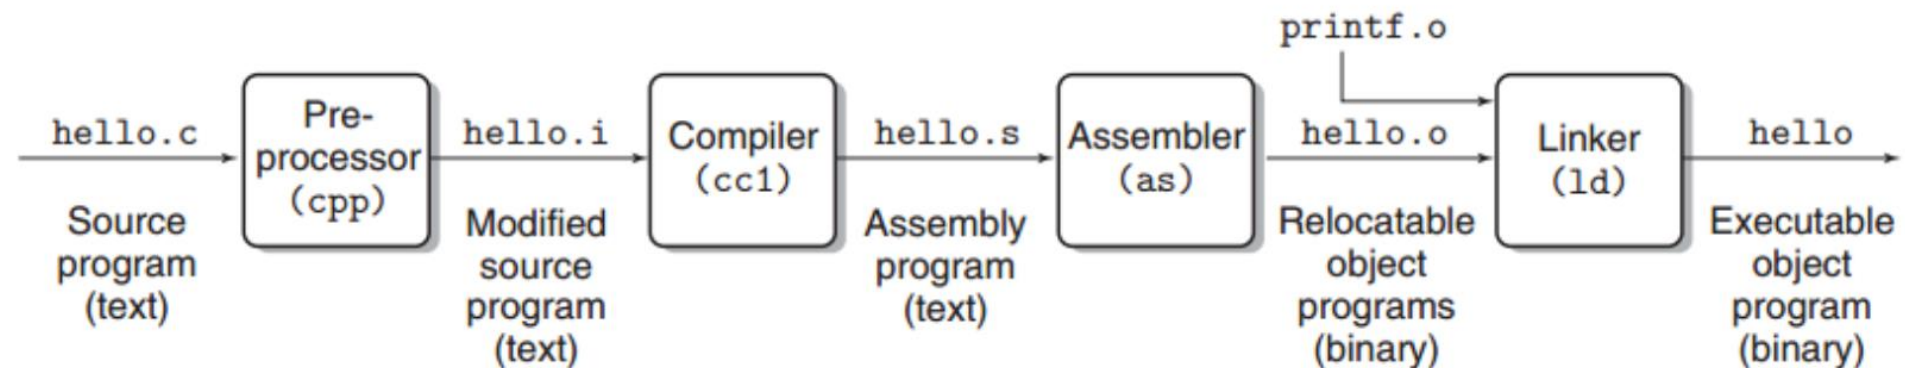 printf.o
hello.c
Pre-
processor
(cpp)
hello.i
Compiler
(cc1)
hello.s
Assembler
(as)
hello.o
Linker
(ld)
hello
Source
program
(text)
Modified
source
program
(text)
Assembly
program
(text)
Relocatable
object
programs
(binary)
Executable
object
program
(binary)